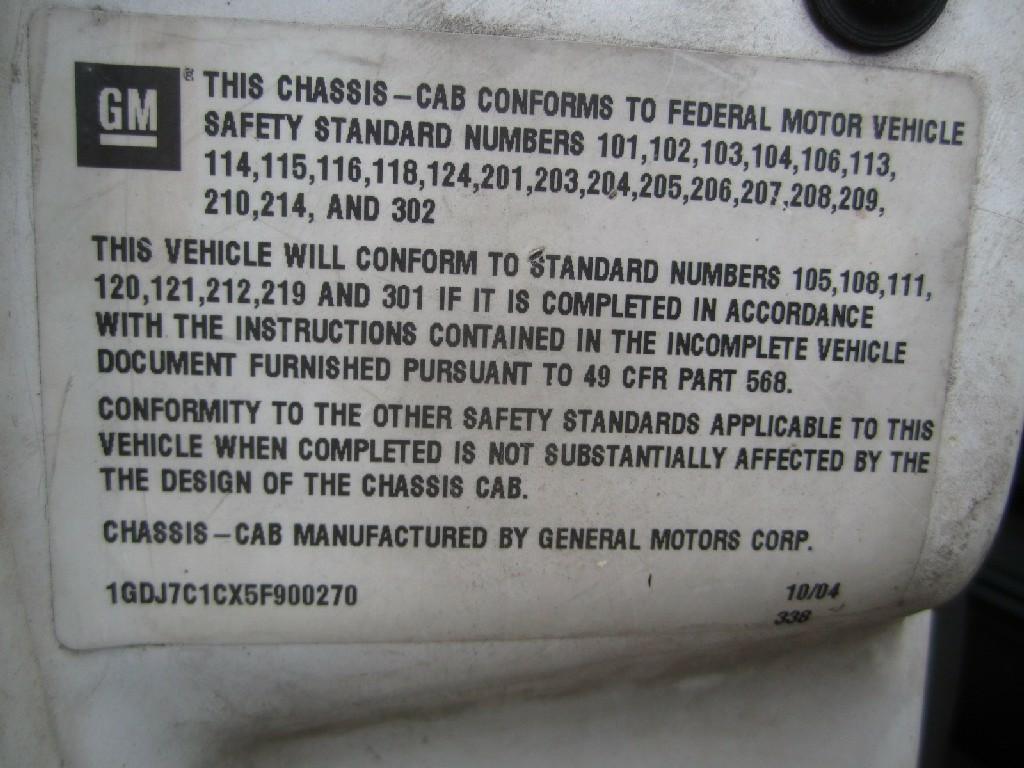 GM ®
THIS CHASSIS-CAB CONFORMS TO FEDERAL MOTOR VEHICLE
SAFETY STANDARD NUMBERS 101,102,103,104,106,113,
114,115,116,118,124,201,203,204,205,206,207,208,209,
210,214, AND 302
THIS VEHICLE WILL CONFORM TO STANDARD NUMBERS 105,108,111,
120,121,212,219 AND 301 IF IT IS COMPLETED IN ACCORDANCE
WITH THE INSTRUCTIONS CONTAINED IN THE INCOMPLETE VEHICLE
DOCUMENT FURNISHED PURSUANT TO 49 CFR PART 568.
CONFORMITY TO THE OTHER SAFETY STANDARDS APPLICABLE TO THIS
VEHICLE WHEN COMPLETED IS NOT SUBSTANTIALLY AFFECTED BY THE
THE DESIGN OF THE CHASSIS CAB.
CHASSIS-CAB MANUFACTURED BY GENERAL MOTORS CORP.
1GDJ7C1CX5F900270 10/04
338